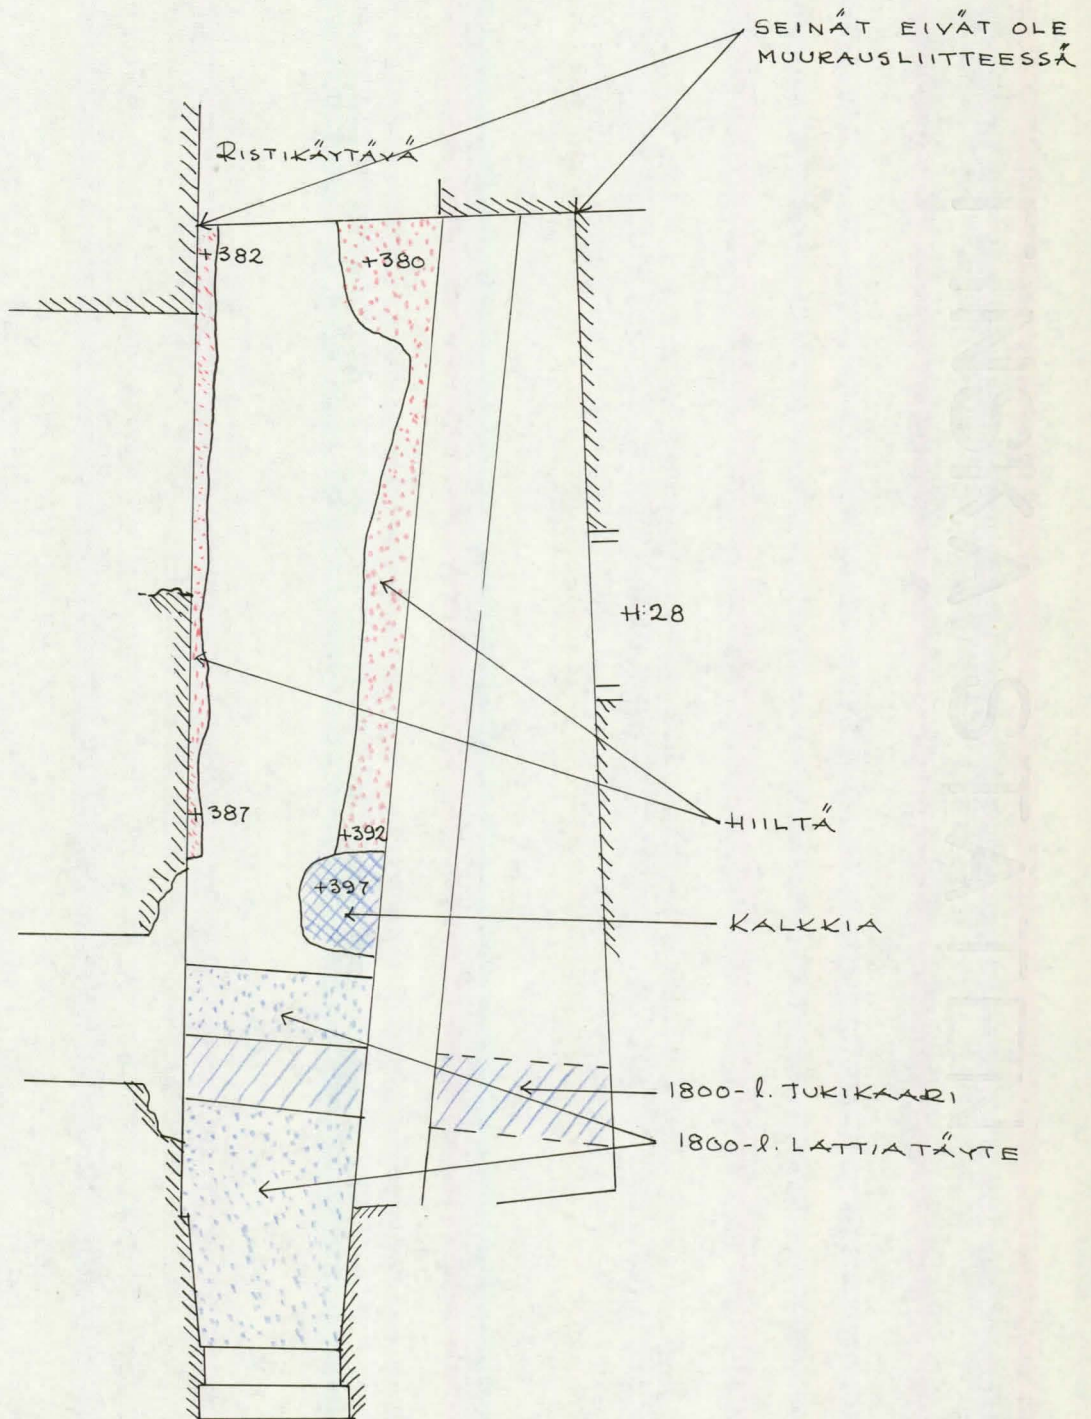 SEINÄT EIVÄT OLE
MUURAUSLIITTEESSÄ
RISTIKÄYTÄVÄ
+382
+380
H:28
+387
HIILTÄ
+392
+397
KALKKIA
1800-l. TUKIKAARI
1800-l. LATTIATÄYTE